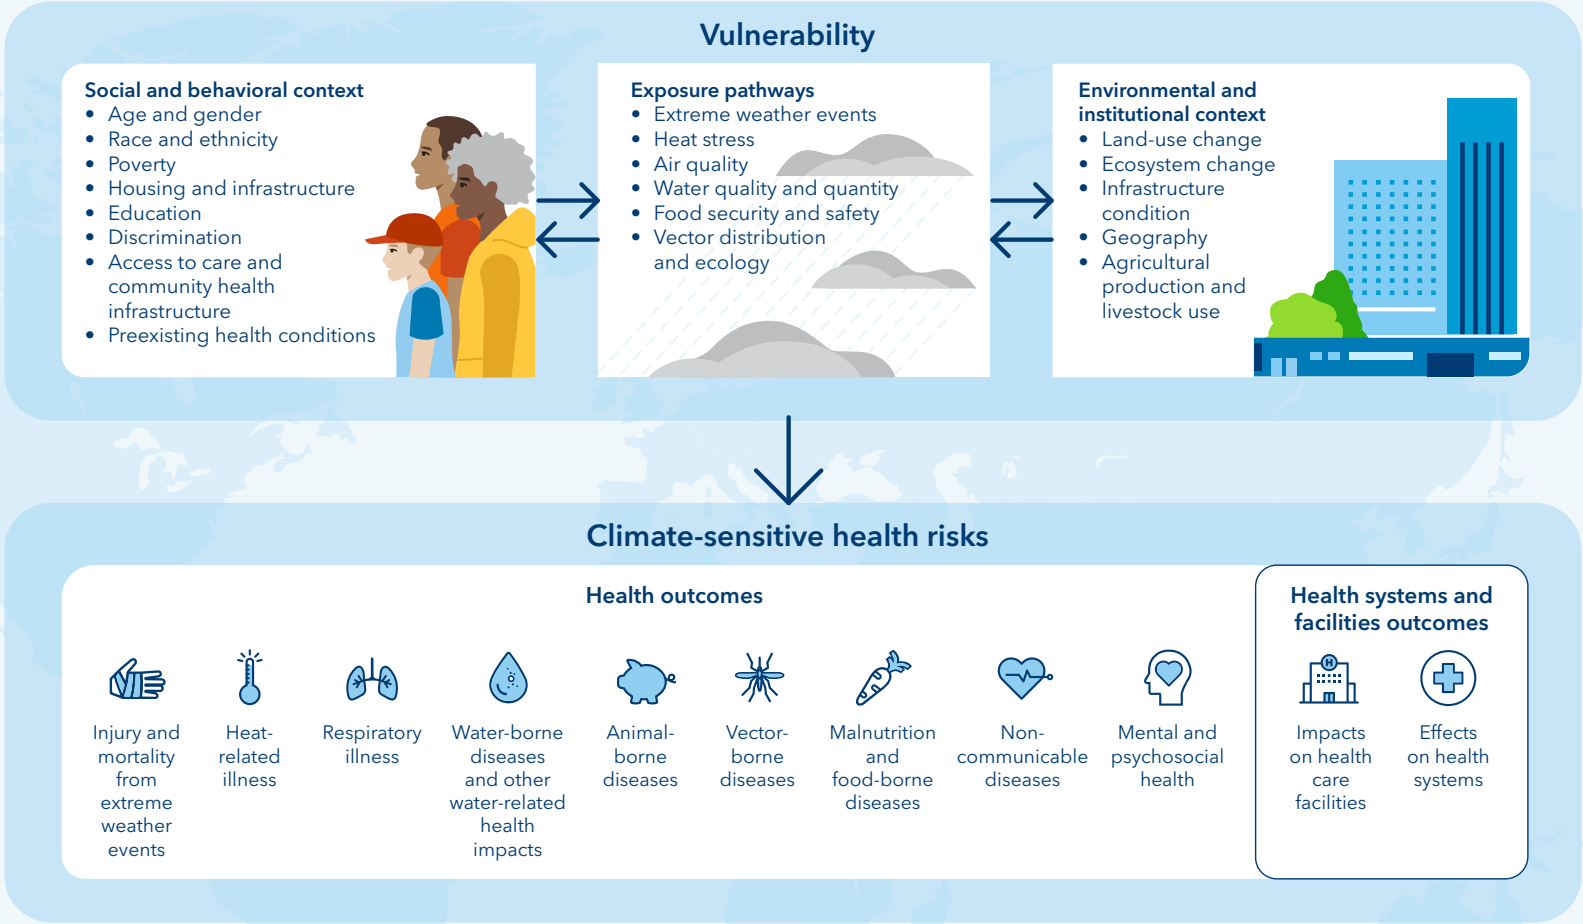 Vulnerability
Social and behavioral context
• Age and gender
• Race and ethnicity
• Poverty
• Housing and infrastructure
• Education
• Discrimination
• Access to care and
community health
infrastructure
• Preexisting health conditions
Exposure pathways
• Extreme weather events
• Heat stress
• Air quality
• Water quality and quantity
• Food security and safety
• Vector distribution
and ecology
Environmental and
institutional context
• Land-use change
• Ecosystem change
• Infrastructure
condition
• Geography
• Agricultural
production and
livestock use
Climate-sensitive health risks
Health outcomes
Injury and
mortality
from
extreme
weather
events
Heat-
related
illness
Respiratory
illness
Water-borne
diseases
and other
water-related
health
impacts
Animal-
borne
diseases
Vector-
borne
diseases
Malnutrition
and
food-borne
diseases
Non-
communicable
diseases
Mental and
psychosocial
health
Health systems and
facilities outcomes
H
Impacts
on health
care
facilities
Effects
on health
systems